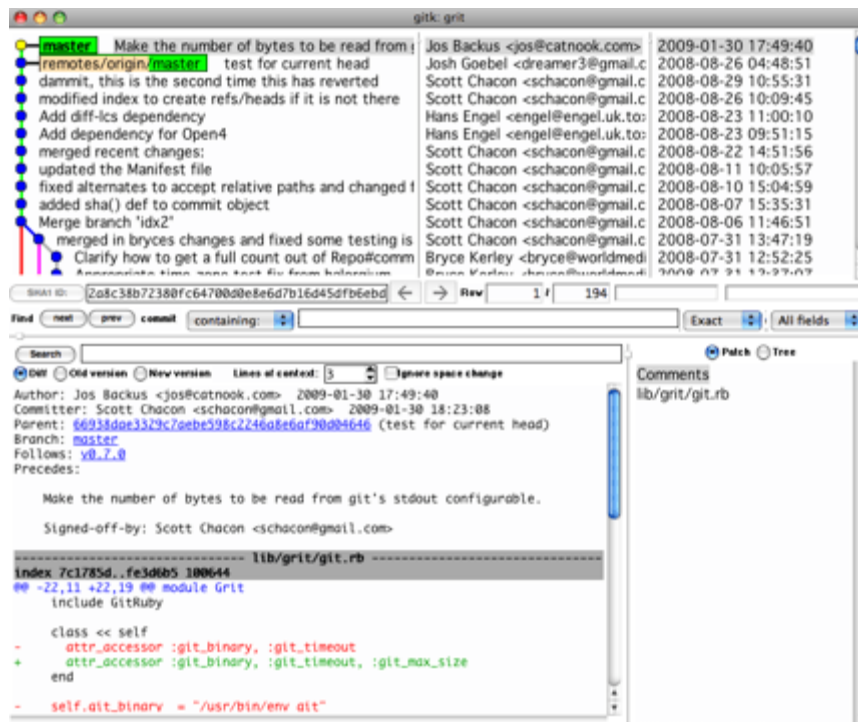 gitk: grit
master Make the number of bytes to be read from Jos Backus <jos@catnook.com> 2009-01-30 17:49:40
remotes/origin/master test for current head Josh Goebel <dreamer3@gmail.c 2008-08-26 04:48:51
dammit, this is the second time this has reverted Scott Chacon <schacon@gmail.c 2008-08-29 10:55:31
modified index to create refs/heads if it is not there Scott Chacon <schacon@gmail.c 2008-08-26 10:09:45
Add diff-lcs dependency Hans Engel <engel@engel.uk.to> 2008-08-23 11:00:10
Add dependency for Open4 Hans Engel <engel@engel.uk.to> 2008-08-23 09:51:15
merged recent changes: Scott Chacon <schacon@gmail.c 2008-08-22 14:51:56
updated the Manifest file Scott Chacon <schacon@gmail.c 2008-08-11 10:05:57
fixed alternates to accept relative paths and changed Scott Chacon <schacon@gmail.c 2008-08-10 15:04:59
added sha() def to commit object Scott Chacon <schacon@gmail.c 2008-08-07 15:35:31
Merge branch 'idx2' Scott Chacon <schacon@gmail.c 2008-08-06 11:46:51
merged in bryces changes and fixed some testing is Scott Chacon <schacon@gmail.c 2008-07-31 13:47:19
Clarify how to get a full count out of Repo#comm Bryce Kerley <bryce@worldmedi 2008-07-31 12:52:25
Appropriate time-zone test fix from halorgium Bryce Kerley <bryce@worldmedi 2008-07-31 12:27:07
SHA1 ID: 2a8c38b72380fc64700d0e8e6d7b16d45dfb6ebd Row 1 / 194
Find next prev commit containing: Exact All fields
Search Patch Tree
Diff Old version New version Lines of context: 3 Ignore space change
Comments
lib/grit/git.rb
Author: Jos Backus <jos@catnook.com> 2009-01-30 17:49:40
Committer: Scott Chacon <schacon@gmail.com> 2009-01-30 18:23:08
Parent: 66938dae3329c7aebe598c2246a8e6af90d04646 (test for current head)
Branch: master
Follows: v0.7.0
Precedes:
Make the number of bytes to be read from git's stdout configurable.
Signed-off-by: Scott Chacon <schacon@gmail.com>
------------------------------ lib/grit/git.rb ------------------------------
index 7c1785d..fe3d6b5 100644
@@ -22,11 +22,19 @@ module Grit
include GitRuby
class << self
- attr_accessor :git_binary, :git_timeout
+ attr_accessor :git_binary, :git_timeout, :git_max_size
end
- self.git_binary = "/usr/bin/env git"